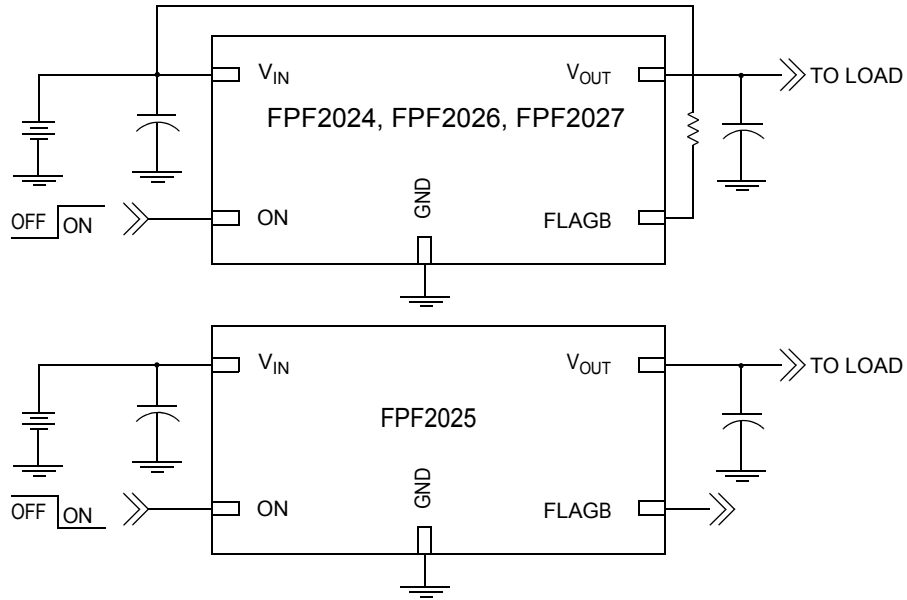 VIN VOUT TO LOAD
FPF2024, FPF2026, FPF2027
OFF ON ON GND FLAGB
VIN VOUT TO LOAD
FPF2025
OFF ON ON GND FLAGB